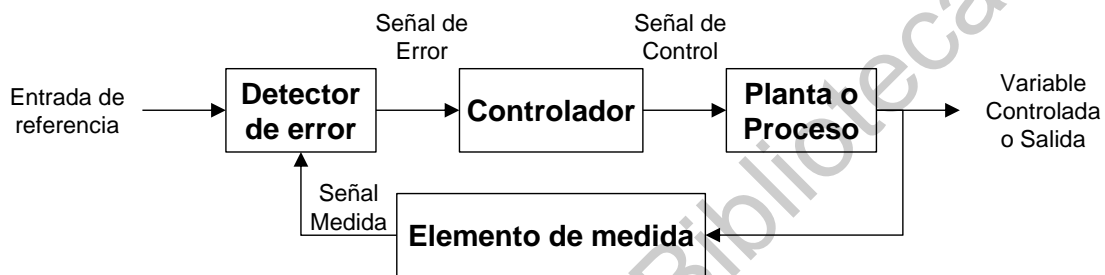 Señal de
Error
Señal de
Control
Entrada de
referencia
Detector
de error
Controlador
Planta o
Proceso
Variable
Controlada
o Salida
Señal
Medida
Elemento de medida
Biblioteca